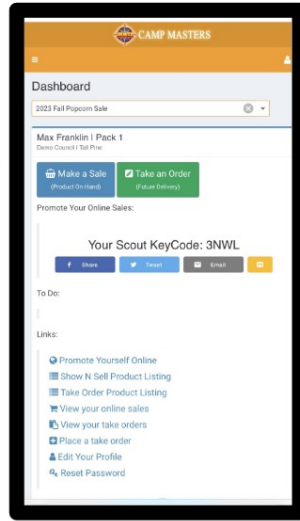 CAMP MASTERS
Dashboard
2023 Fall Popcorn Sale
Max Franklin | Pack 1
Demo Council | Tall Pine
Make a Sale
(Product On Hand)
Take an Order
(Future Delivery)
Promote Your Online Sales:
Your Scout KeyCode: 3NWL
Share
Tweet
Email
To Do:
Links:
Promote Yourself Online
Show N Sell Product Listing
Take Order Product Listing
View your online sales
View your take orders
Place a take order
Edit Your Profile
Reset Password